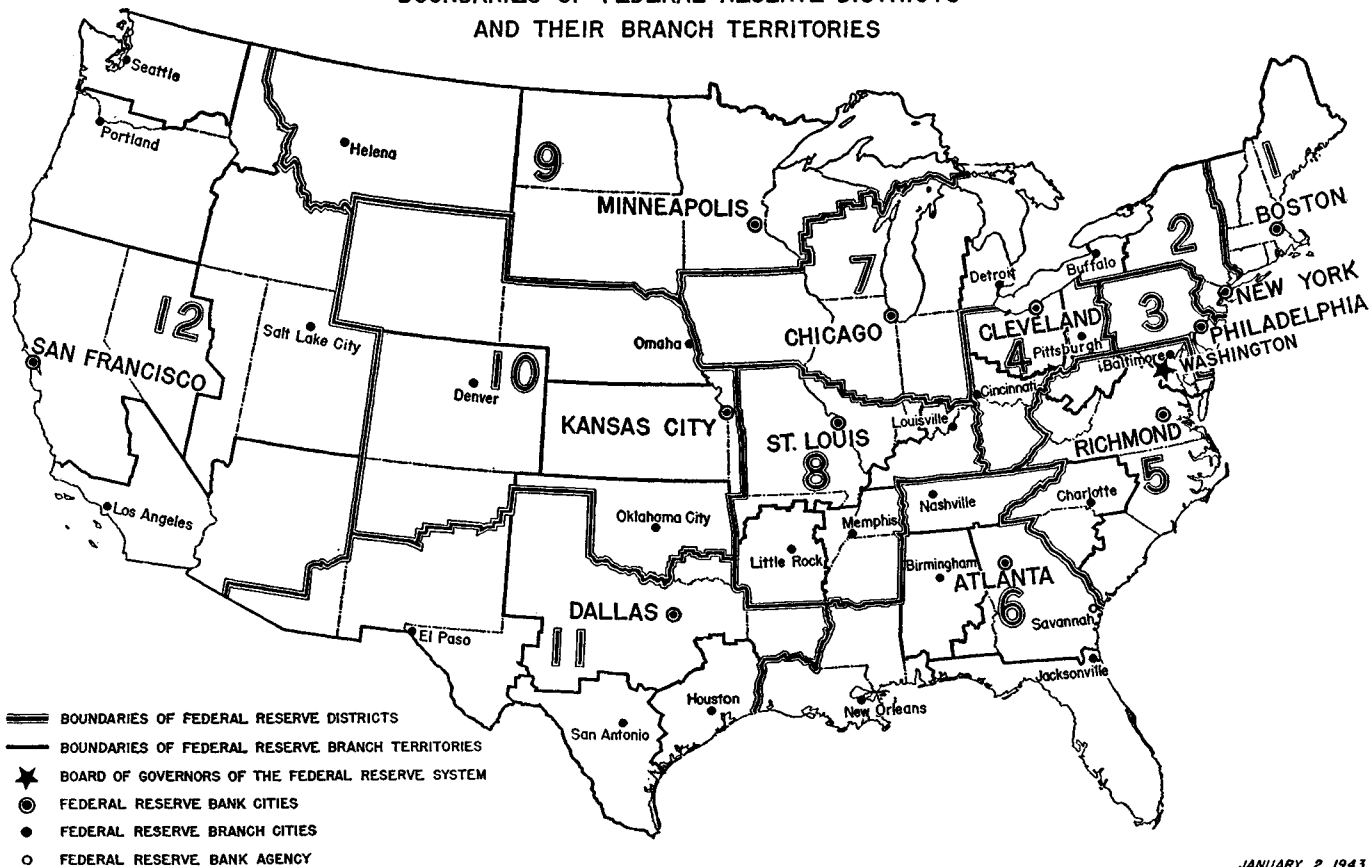 AND THEIR BRANCH TERRITORIES
Seattle
Portland
Helena
9
MINNEAPOLIS
1
BOSTON
2
Buffalo
Detroit
7
NEW YORK
3
PHILADELPHIA
CLEVELAND
4
Pittsburgh
Baltimore
WASHINGTON
12
SAN FRANCISCO
Salt Lake City
Omaha
CHICAGO
Cincinnati
10
Denver
KANSAS CITY
ST. LOUIS
8
Louisville
RICHMOND
5
Los Angeles
Oklahoma City
Nashville
Charlotte
Memphis
Little Rock
Birmingham
ATLANTA
6
Savannah
DALLAS
11
El Paso
Jacksonville
Houston
New Orleans
San Antonio
BOUNDARIES OF FEDERAL RESERVE DISTRICTS
BOUNDARIES OF FEDERAL RESERVE BRANCH TERRITORIES
BOARD OF GOVERNORS OF THE FEDERAL RESERVE SYSTEM
FEDERAL RESERVE BANK CITIES
FEDERAL RESERVE BRANCH CITIES
FEDERAL RESERVE BANK AGENCY
JANUARY 2, 1943